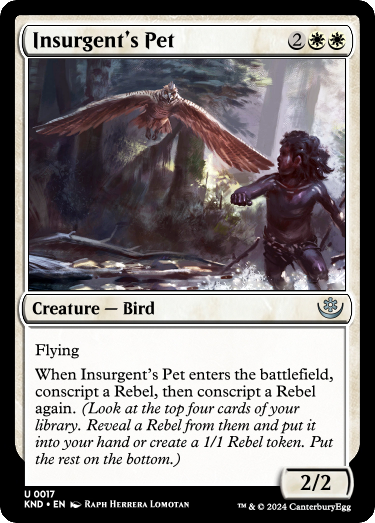 Insurgent's Pet 2
Creature — Bird
Flying
When Insurgent's Pet enters the battlefield,
conscript a Rebel, then conscript a Rebel
again. (Look at the top four cards of your
library. Reveal a Rebel from them and put it
into your hand or create a 1/1 Rebel token. Put
the rest on the bottom.)
2/2
U 0017
KND • EN Raph Herrera Lomotan
™ & © 2024 CanterburyEgg